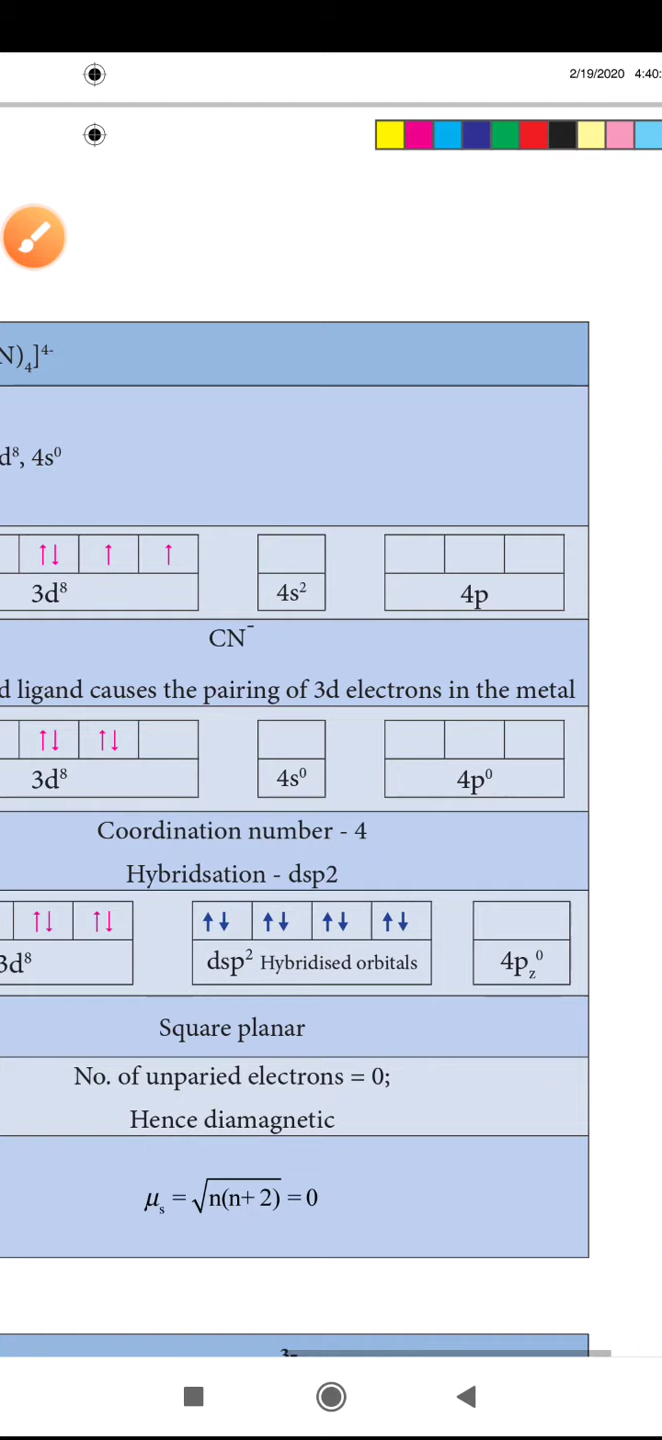 2/19/2020 4:40:
N)₄]⁴⁻
d⁸, 4s⁰
↑↓ ↑ ↑
3d⁸ 4s² 4p
CN⁻
d ligand causes the pairing of 3d electrons in the metal
↑↓ ↑↓
3d⁸ 4s⁰ 4p⁰
Coordination number - 4
Hybridsation - dsp2
↑↓ ↑↓ ↑↓ ↑↓ ↑↓ ↑↓
3d⁸ dsp² Hybridised orbitals 4p_z⁰
Square planar
No. of unparied electrons = 0;
Hence diamagnetic
μₛ = √n(n+ 2) = 0
3−